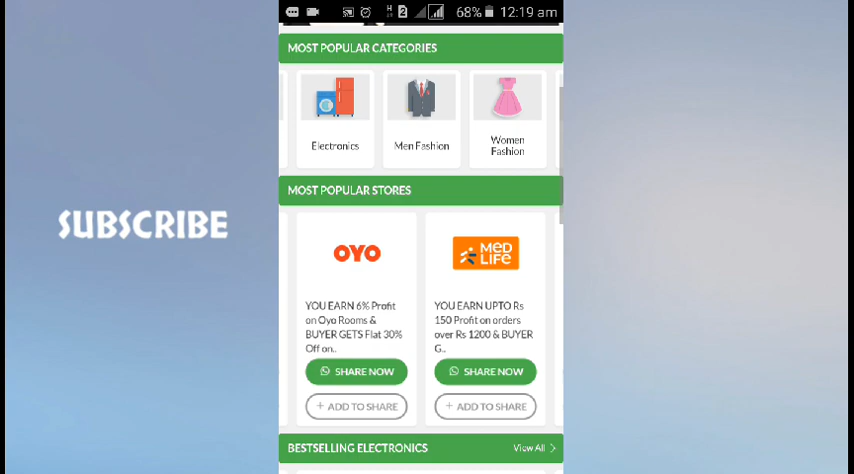 68% 12:19 am
MOST POPULAR CATEGORIES
Electronics
Men Fashion
Women
Fashion
MOST POPULAR STORES
SUBSCRIBE
OYO
MED
LIFE
YOU EARN 6% Profit
on Oyo Rooms &
BUYER GETS Flat 30%
Off on..
SHARE NOW
+ ADD TO SHARE
YOU EARN UPTO Rs
150 Profit on orders
over Rs 1200 & BUYER
G..
SHARE NOW
+ ADD TO SHARE
BESTSELLING ELECTRONICS
View All >